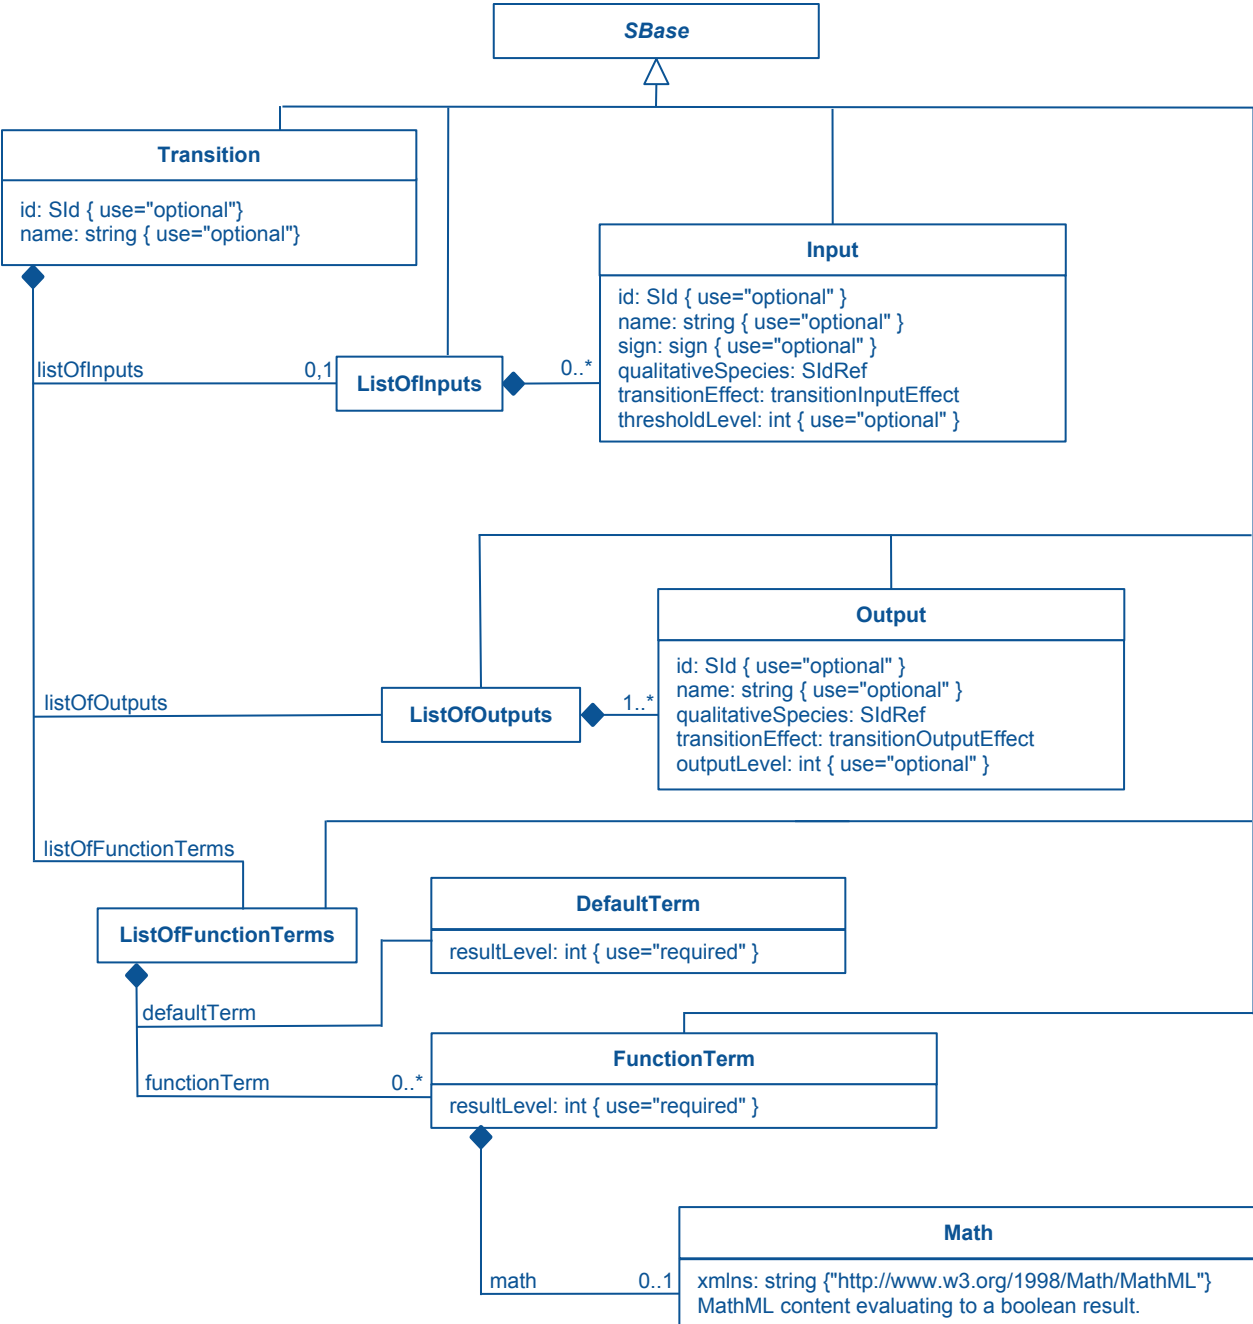 SBase
Transition
id: SId { use="optional"}
name: string { use="optional"}
Input
id: SId { use="optional" }
name: string { use="optional" }
sign: sign { use="optional" }
qualitativeSpecies: SIdRef
transitionEffect: transitionInputEffect
thresholdLevel: int { use="optional" }
listOfInputs
0,1
ListOfInputs
0..*
Output
id: SId { use="optional" }
name: string { use="optional" }
qualitativeSpecies: SIdRef
transitionEffect: transitionOutputEffect
outputLevel: int { use="optional" }
listOfOutputs
ListOfOutputs
1..*
listOfFunctionTerms
ListOfFunctionTerms
DefaultTerm
resultLevel: int { use="required" }
defaultTerm
FunctionTerm
resultLevel: int { use="required" }
functionTerm
0..*
Math
xmlns: string {"http://www.w3.org/1998/Math/MathML"}
MathML content evaluating to a boolean result.
math
0..1